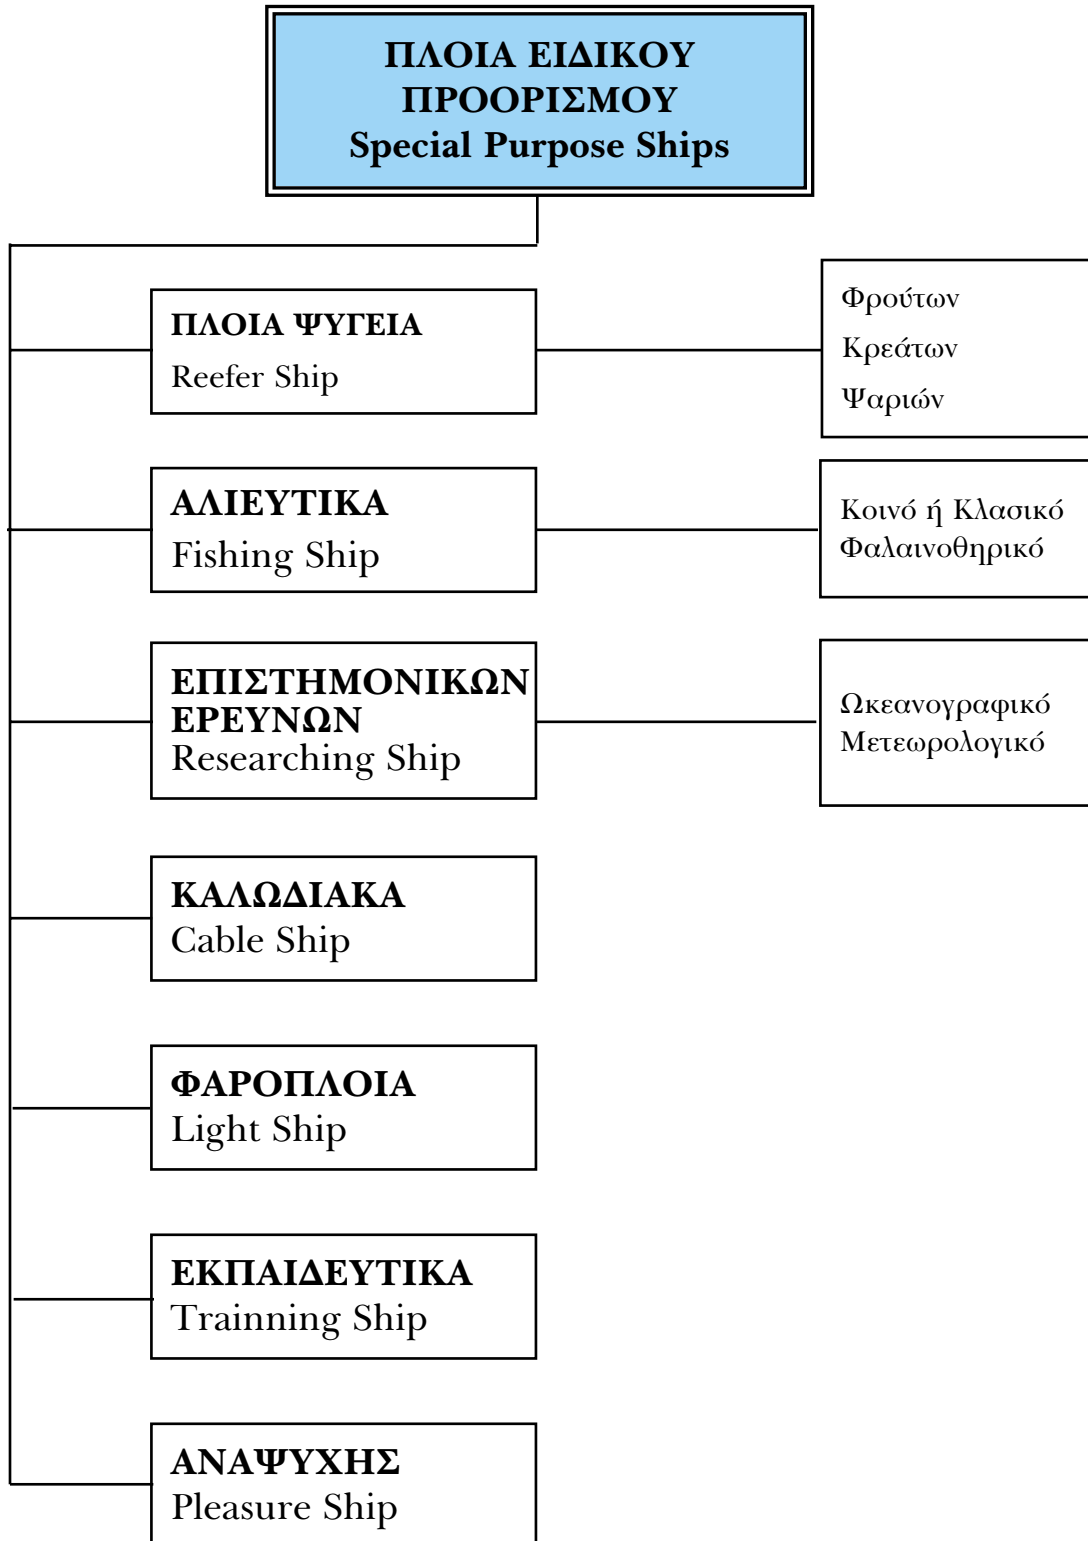 ΠΛΟΙΑ ΕΙΔΙΚΟΥ
ΠΡΟΟΡΙΣΜΟΥ
Special Purpose Ships
ΠΛΟΙΑ ΨΥΓΕΙΑ
Reefer Ship
Φρούτων
Κρεάτων
Ψαριών
ΑΛΙΕΥΤΙΚΑ
Fishing Ship
Κοινό ή Κλασικό
Φαλαινοθηρικό
ΕΠΙΣΤΗΜΟΝΙΚΩΝ
ΕΡΕΥΝΩΝ
Researching Ship
Ωκεανογραφικό
Μετεωρολογικό
ΚΑΛΩΔΙΑΚΑ
Cable Ship
ΦΑΡΟΠΛΟΙΑ
Light Ship
ΕΚΠΑΙΔΕΥΤΙΚΑ
Trainning Ship
ΑΝΑΨΥΧΗΣ
Pleasure Ship